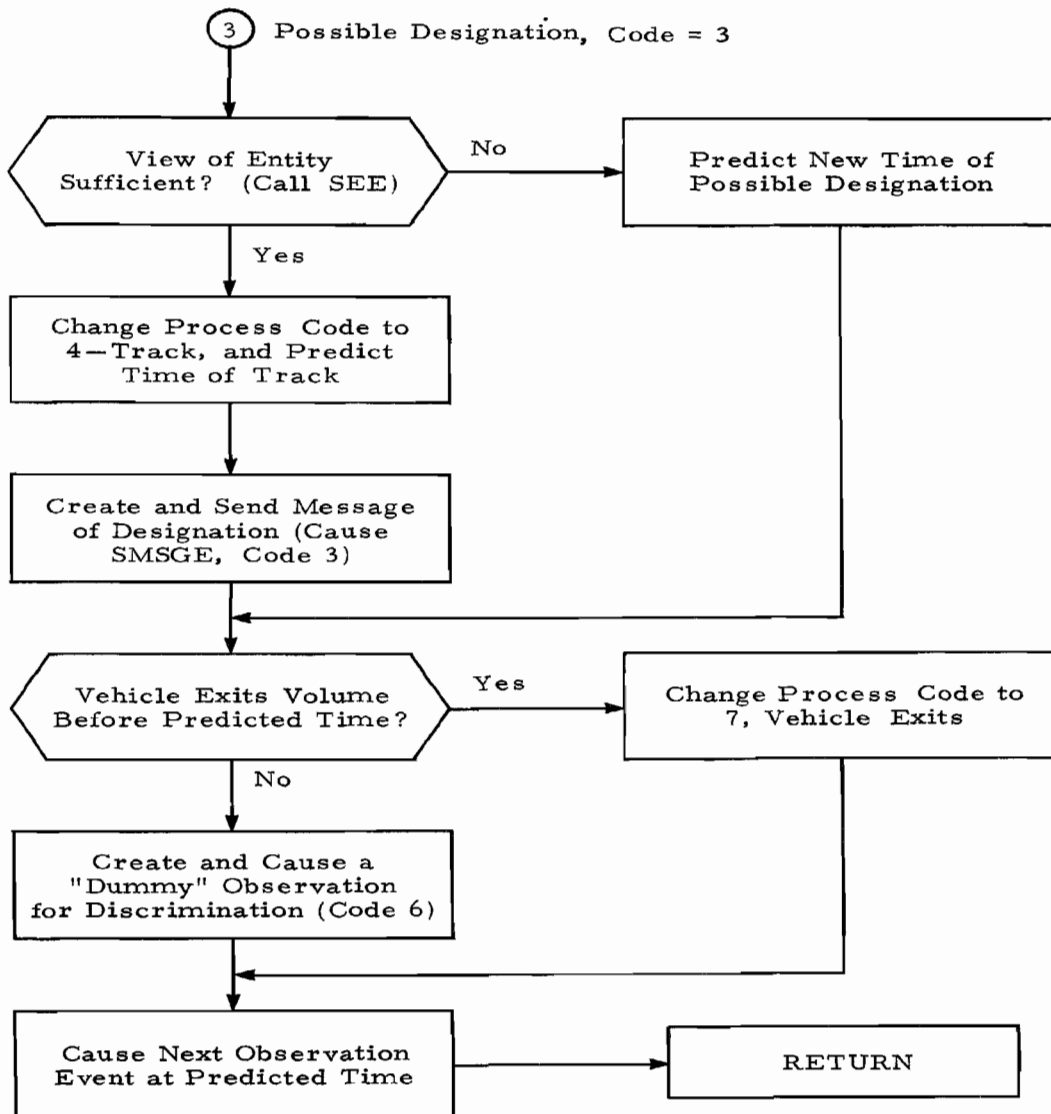 3 Possible Designation, Code = 3
View of Entity
Sufficient? (Call SEE)
No
Predict New Time of
Possible Designation
Yes
Change Process Code to
4—Track, and Predict
Time of Track
Create and Send Message
of Designation (Cause
SMSGE, Code 3)
Vehicle Exits Volume
Before Predicted Time?
Yes
Change Process Code to
7, Vehicle Exits
No
Create and Cause a
"Dummy" Observation
for Discrimination (Code 6)
Cause Next Observation
Event at Predicted Time
RETURN